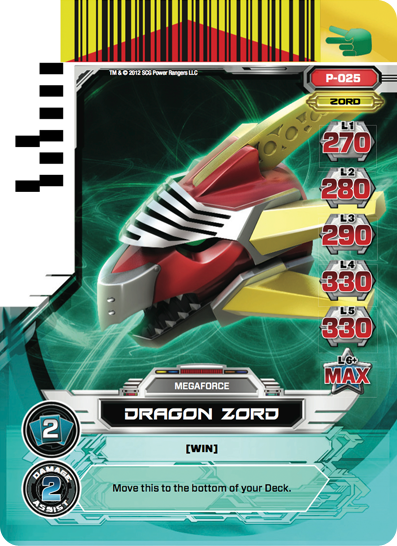 TM & © 2012 SCG Power Rangers LLC
P-025
ZORD
L1
270
L2
280
L3
290
L4
330
L5
330
L6+
MAX
MEGAFORCE
DRAGON ZORD
2
[WIN]
DAMAGE
2
ASSIST
Move this to the bottom of your Deck.